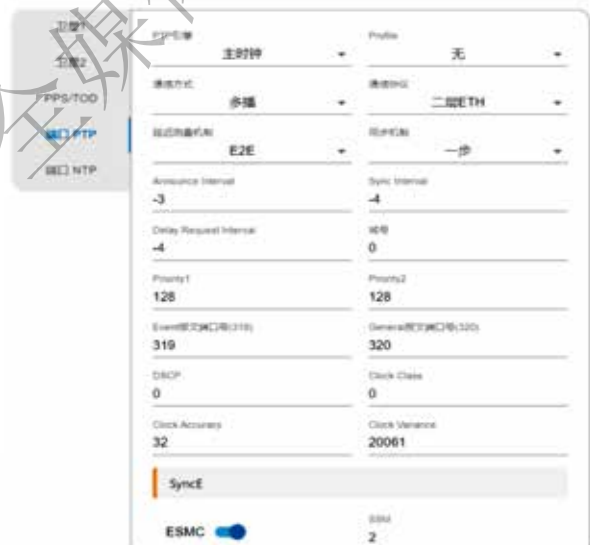 卫星1
卫星2
PPS/TOD
端口 PTP
端口 NTP
PTP引擎
Profile
主时钟
无
通信方式
通信协议
多播
二层ETH
延迟测量机制
同步机制
E2E
一步
Announce Interval
Sync Interval
-3
-4
Delay Request Interval
域号
-4
0
Priority1
Priority2
128
128
Event报文端口号(319)
General报文端口号(320)
319
320
DSCP
Clock Class
0
0
Clock Accuracy
Clock Variance
32
20061
SyncE
ESMC
SSM
2